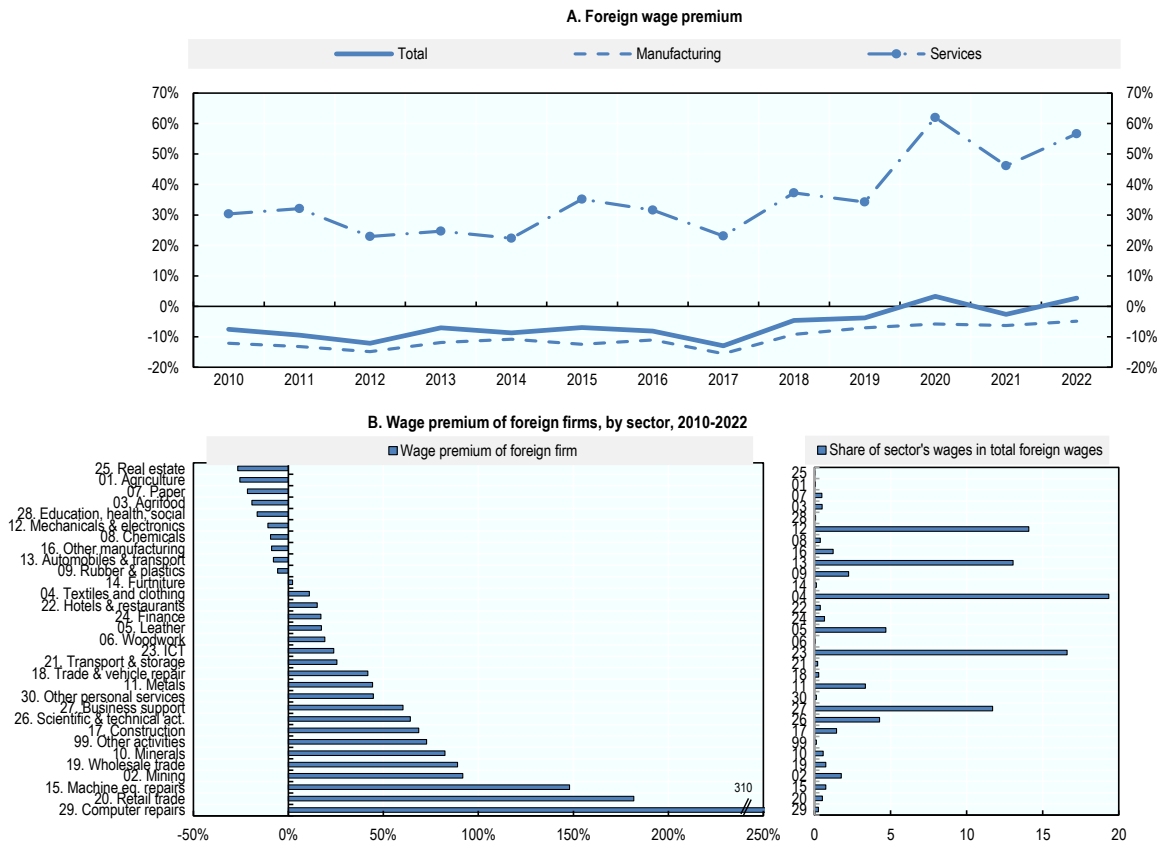 A. Foreign wage premium
Total Manufacturing Services
70% 70%
60% 60%
50% 50%
40% 40%
30% 30%
20% 20%
10% 10%
0% 0%
-10% -10%
-20% -20%
2010 2011 2012 2013 2014 2015 2016 2017 2018 2019 2020 2021 2022
B. Wage premium of foreign firms, by sector, 2010-2022
Wage premium of foreign firm
25. Real estate
01. Agriculture
07. Paper
03. Agrifood
28. Education, health, social
12. Mechanicals & electronics
08. Chemicals
16. Other manufacturing
13. Automobiles & transport
09. Rubber & plastics
14. Furtniture
04. Textiles and clothing
22. Hotels & restaurants
24. Finance
05. Leather
06. Woodwork
23. ICT
21. Transport & storage
18. Trade & vehicle repair
11. Metals
30. Other personal services
27. Business support
26. Scientific & technical act.
17. Construction
99. Other activities
10. Minerals
19. Wholesale trade
02. Mining
15. Machine eq. repairs
20. Retail trade
29. Computer repairs
310
-50% 0% 50% 100% 150% 200% 250%
Share of sector's wages in total foreign wages
25
01
07
03
28
12
08
16
13
09
14
04
22
24
05
06
23
21
18
11
30
27
26
17
99
10
19
02
15
20
29
0 5 10 15 20